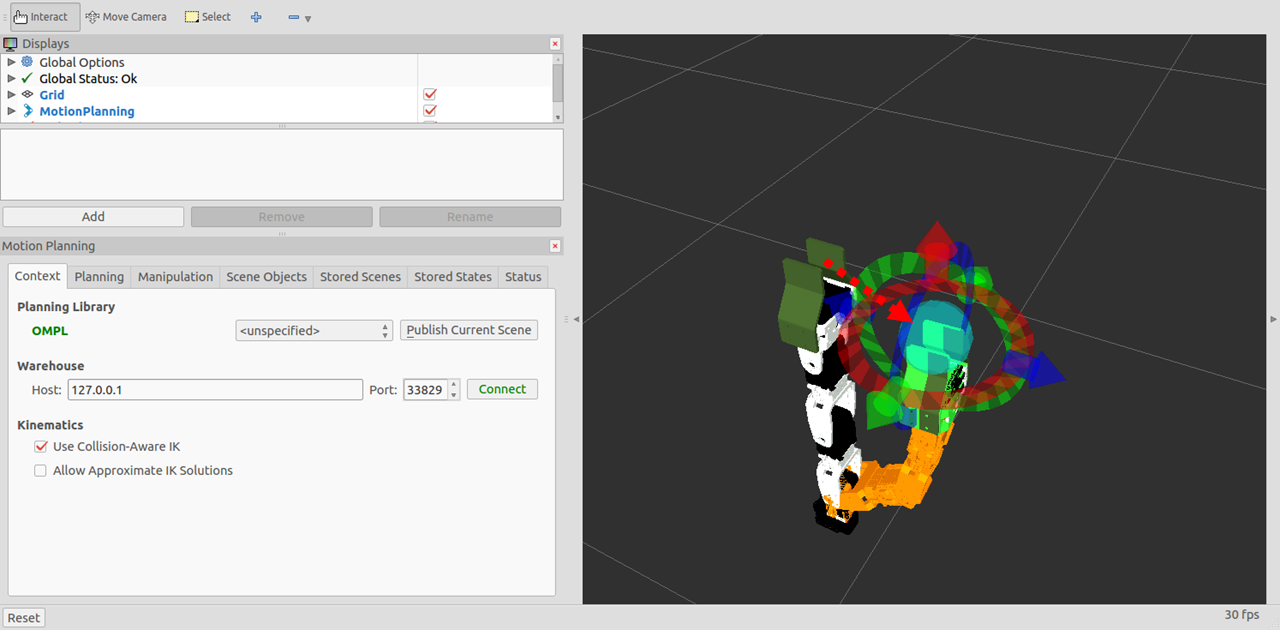 Interact Move Camera Select
Displays
Global Options
Global Status: Ok
Grid
MotionPlanning
Add Remove Rename
Motion Planning
Context Planning Manipulation Scene Objects Stored Scenes Stored States Status
Planning Library
OMPL <unspecified> Publish Current Scene
Warehouse
Host: 127.0.0.1 Port: 33829 Connect
Kinematics
Use Collision-Aware IK
Allow Approximate IK Solutions
Reset 30 fps